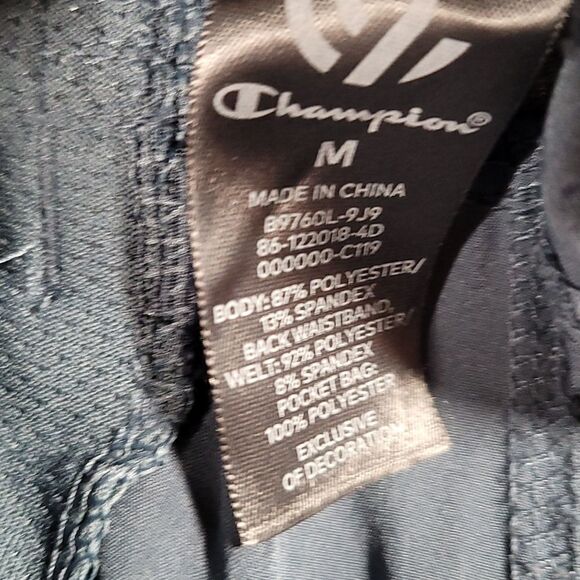 Champion®
M
MADE IN CHINA
B9760L-9J9
86-122018-4D
000000-C119
BODY: 87% POLYESTER/
13% SPANDEX
BACK WAISTBAND,
WELT: 92% POLYESTER/
8% SPANDEX
POCKET BAG:
100% POLYESTER
EXCLUSIVE
OF DECORATION